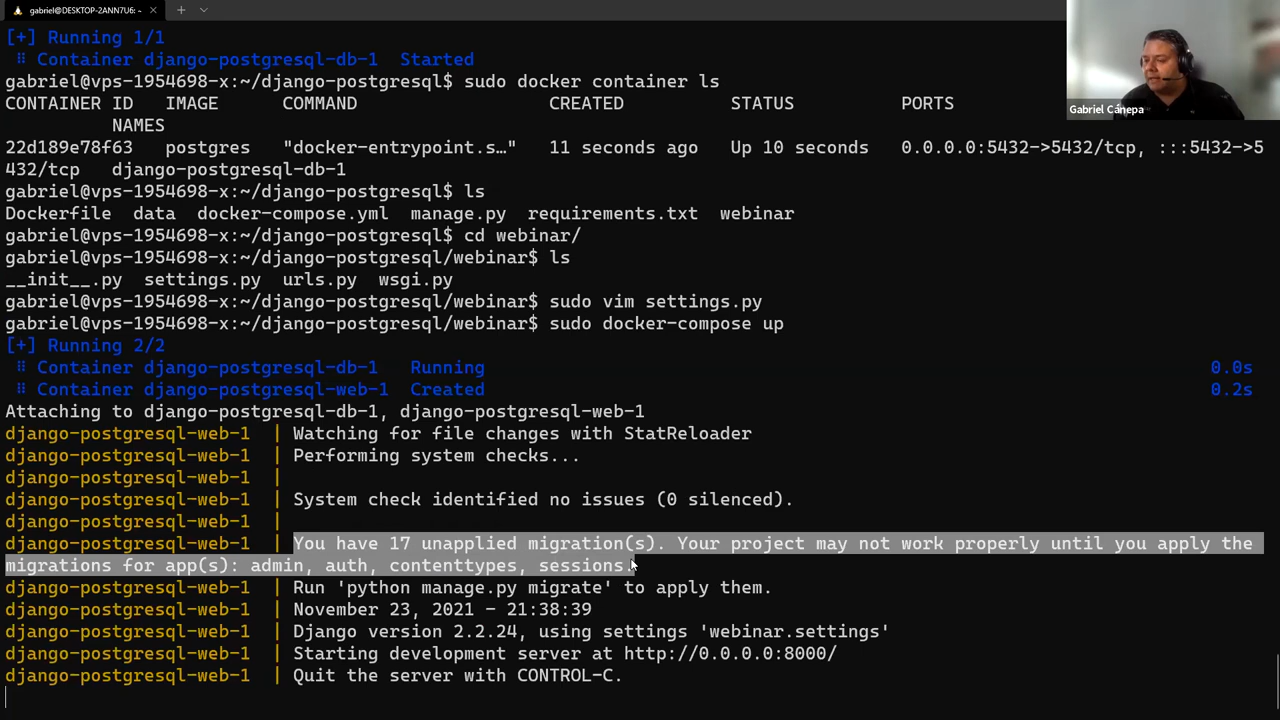 gabriel@DESKTOP-2ANN7U6: ~
[+] Running 1/1
⠿ Container django-postgresql-db-1  Started
gabriel@vps-1954698-x:~/django-postgresql$ sudo docker container ls
CONTAINER ID   IMAGE      COMMAND                  CREATED          STATUS          PORTS
NAMES
22d189e78f63   postgres   "docker-entrypoint.s…"   11 seconds ago   Up 10 seconds   0.0.0.0:5432->5432/tcp, :::5432->5
432/tcp   django-postgresql-db-1
gabriel@vps-1954698-x:~/django-postgresql$ ls
Dockerfile  data  docker-compose.yml  manage.py  requirements.txt  webinar
gabriel@vps-1954698-x:~/django-postgresql$ cd webinar/
gabriel@vps-1954698-x:~/django-postgresql/webinar$ ls
__init__.py  settings.py  urls.py  wsgi.py
gabriel@vps-1954698-x:~/django-postgresql/webinar$ sudo vim settings.py
gabriel@vps-1954698-x:~/django-postgresql/webinar$ sudo docker-compose up
[+] Running 2/2
⠿ Container django-postgresql-db-1   Running   0.0s
⠿ Container django-postgresql-web-1  Created   0.2s
Attaching to django-postgresql-db-1, django-postgresql-web-1
django-postgresql-web-1  | Watching for file changes with StatReloader
django-postgresql-web-1  | Performing system checks...
django-postgresql-web-1  |
django-postgresql-web-1  | System check identified no issues (0 silenced).
django-postgresql-web-1  |
django-postgresql-web-1  | You have 17 unapplied migration(s). Your project may not work properly until you apply the
migrations for app(s): admin, auth, contenttypes, sessions.
django-postgresql-web-1  | Run 'python manage.py migrate' to apply them.
django-postgresql-web-1  | November 23, 2021 - 21:38:39
django-postgresql-web-1  | Django version 2.2.24, using settings 'webinar.settings'
django-postgresql-web-1  | Starting development server at http://0.0.0.0:8000/
django-postgresql-web-1  | Quit the server with CONTROL-C.
Gabriel Cánepa